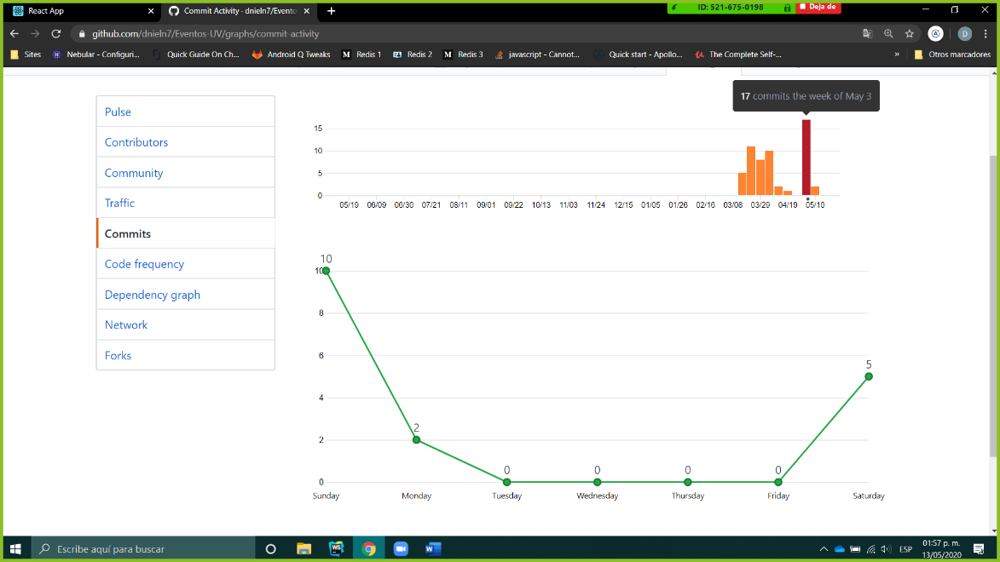 React App
Commit Activity · dnieln7/Evento
ID: 521-675-0198
Deja de
github.com/dnieln7/Eventos-UV/graphs/commit-activity
D
Sites
Nebular - Configuri...
Quick Guide On Ch...
Android Q Tweaks
M Redis 1
Redis 2
M Redis 3
javascript - Cannot...
Quick start - Apollo...
The Complete Self-...
»
Otros marcadores
Pulse
Contributors
Community
Traffic
Commits
Code frequency
Dependency graph
Network
Forks
17 commits the week of May 3
15
10
5
0
05/19 06/09 06/30 07/21 08/11 09/01 09/22 10/13 11/03 11/24 12/15 01/05 01/26 02/16 03/08 03/29 04/19 05/10
10
10
8
6
5
4
2
2
0 0 0 0
0
Sunday Monday Tuesday Wednesday Thursday Friday Saturday
WS
W
Escribe aquí para buscar
ESP
01:57 p. m.
13/05/2020